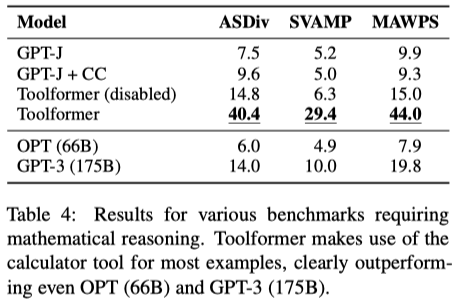 Model ASDiv SVAMP MAWPS
GPT-J 7.5 5.2 9.9
GPT-J + CC 9.6 5.0 9.3
Toolformer (disabled) 14.8 6.3 15.0
Toolformer 40.4 29.4 44.0
OPT (66B) 6.0 4.9 7.9
GPT-3 (175B) 14.0 10.0 19.8
Table 4: Results for various benchmarks requiring
mathematical reasoning. Toolformer makes use of the
calculator tool for most examples, clearly outperform-
ing even OPT (66B) and GPT-3 (175B).